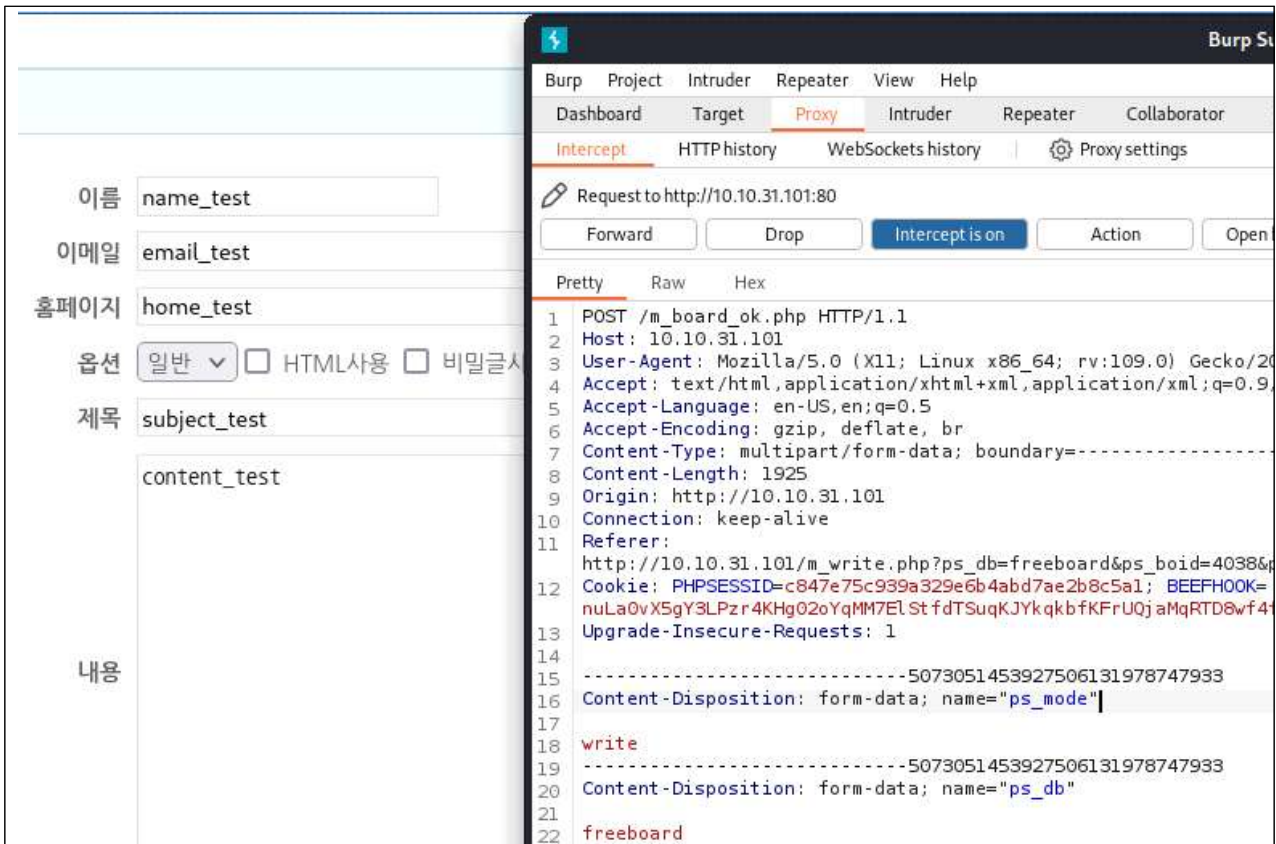 이름 name_test
이메일 email_test
홈페이지 home_test
옵션 일반 HTML사용 비밀글사
제목 subject_test
내용 content_test
Burp Su
Burp Project Intruder Repeater View Help
Dashboard Target Proxy Intruder Repeater Collaborator
Intercept HTTP history WebSockets history Proxy settings
Request to http://10.10.31.101:80
Forward Drop Intercept is on Action Open
Pretty Raw Hex
1 POST /m_board_ok.php HTTP/1.1
2 Host: 10.10.31.101
3 User-Agent: Mozilla/5.0 (X11; Linux x86_64; rv:109.0) Gecko/20
4 Accept: text/html,application/xhtml+xml,application/xml;q=0.9,
5 Accept-Language: en-US,en;q=0.5
6 Accept-Encoding: gzip, deflate, br
7 Content-Type: multipart/form-data; boundary=-------------------
8 Content-Length: 1925
9 Origin: http://10.10.31.101
10 Connection: keep-alive
11 Referer:
http://10.10.31.101/m_write.php?ps_db=freeboard&ps_boid=4038&p
12 Cookie: PHPSESSID=c847e75c939a329e6b4abd7ae2b8c5a1; BEEFHOOK=
nuLa0vX5gY3LPzr4KHg02oYqMM7ElStfdTSuqKJYkqkbfKFrUQjaMqRTD8wf4f
13 Upgrade-Insecure-Requests: 1
14
15 -----------------------------50730514539275061319787​47933
16 Content-Disposition: form-data; name="ps_mode"
17
18 write
19 -----------------------------5073051453927506131978747933
20 Content-Disposition: form-data; name="ps_db"
21
22 freeboard